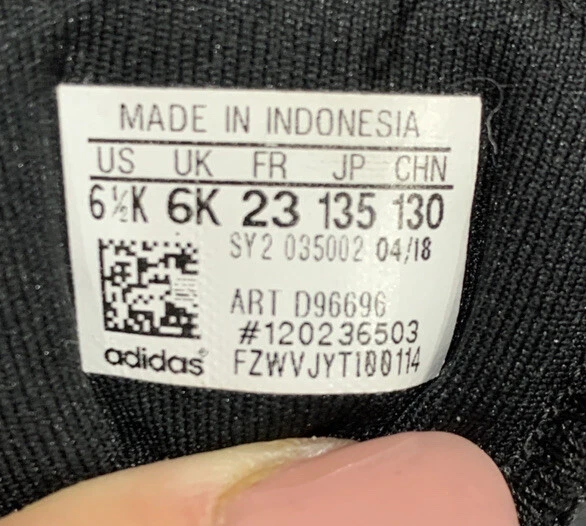 MADE IN INDONESIA
US UK FR JP CHN
6½K 6K 23 135 130
SY2 035002 04/18
ART D96696
#120236503
adidas® FZWVJYT100114